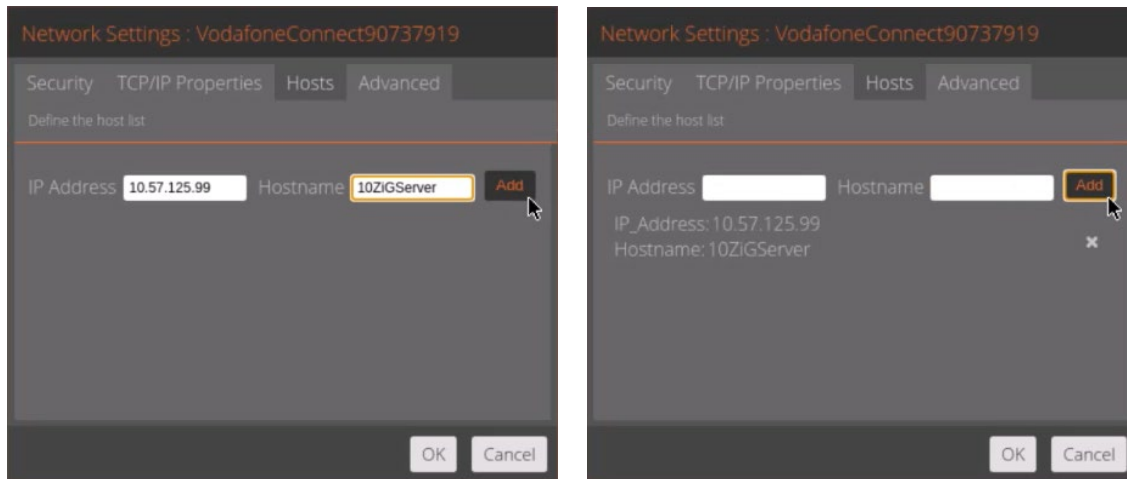 Network Settings : VodafoneConnect90737919
Security TCP/IP Properties Hosts Advanced
Define the host list
IP Address 10.57.125.99 Hostname 10ZiGServer Add
OK Cancel
Network Settings : VodafoneConnect90737919
Security TCP/IP Properties Hosts Advanced
Define the host list
IP Address Hostname Add
IP_Address: 10.57.125.99
Hostname: 10ZiGServer
OK Cancel